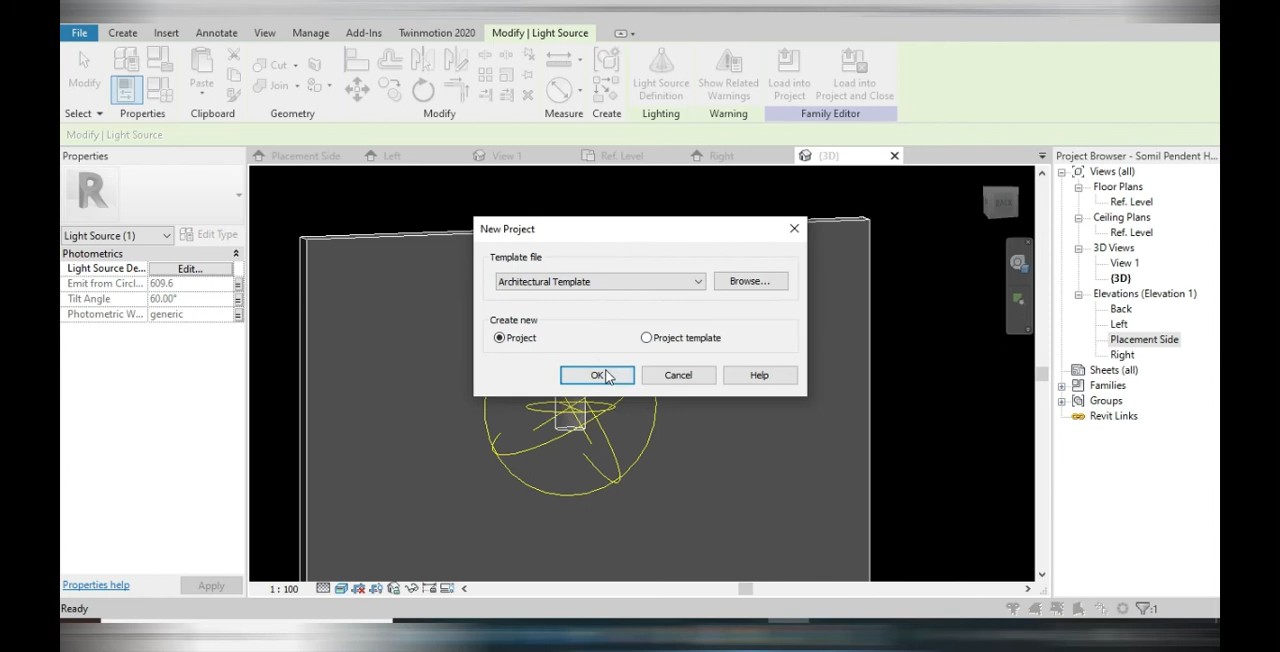 File Create Insert Annotate View Manage Add-Ins Twinmotion 2020 Modify | Light Source
Modify
Paste
Cut
Join
Light Source
Definition
Show Related
Warnings
Load into
Project
Load into
Project and Close
Select Properties Clipboard Geometry Modify Measure Create Lighting Warning Family Editor
Modify | Light Source
Properties
Placement Side Left View 1 Ref. Level Right {3D}
Project Browser - Somil Pendent H...
R
Light Source (1) Edit Type
Photometrics
Light Source De... Edit...
Emit from Circl... 609.6
Tilt Angle 60.00°
Photometric W... generic
Properties help Apply
BACK
New Project
Template file
Architectural Template Browse...
Create new
Project Project template
OK Cancel Help
Views (all)
Floor Plans
Ref. Level
Ceiling Plans
Ref. Level
3D Views
View 1
{3D}
Elevations (Elevation 1)
Back
Left
Placement Side
Right
Sheets (all)
Families
Groups
Revit Links
1 : 100
Ready
:1